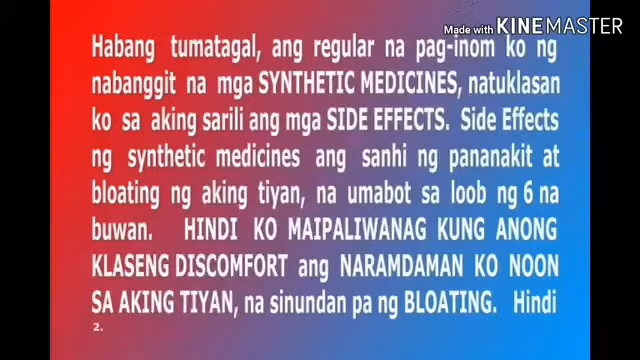 Made with KINEMASTER
Habang tumatagal, ang regular na pag-inom ko ng
nabanggit na mga SYNTHETIC MEDICINES, natuklasan
ko sa aking sarili ang mga SIDE EFFECTS. Side Effects
ng synthetic medicines ang sanhi ng pananakit at
bloating ng aking tiyan, na umabot sa loob ng 6 na
buwan. HINDI KO MAIPALIWANAG KUNG ANONG
KLASENG DISCOMFORT ang NARAMDAMAN KO NOON
SA AKING TIYAN, na sinundan pa ng BLOATING. Hindi
2.